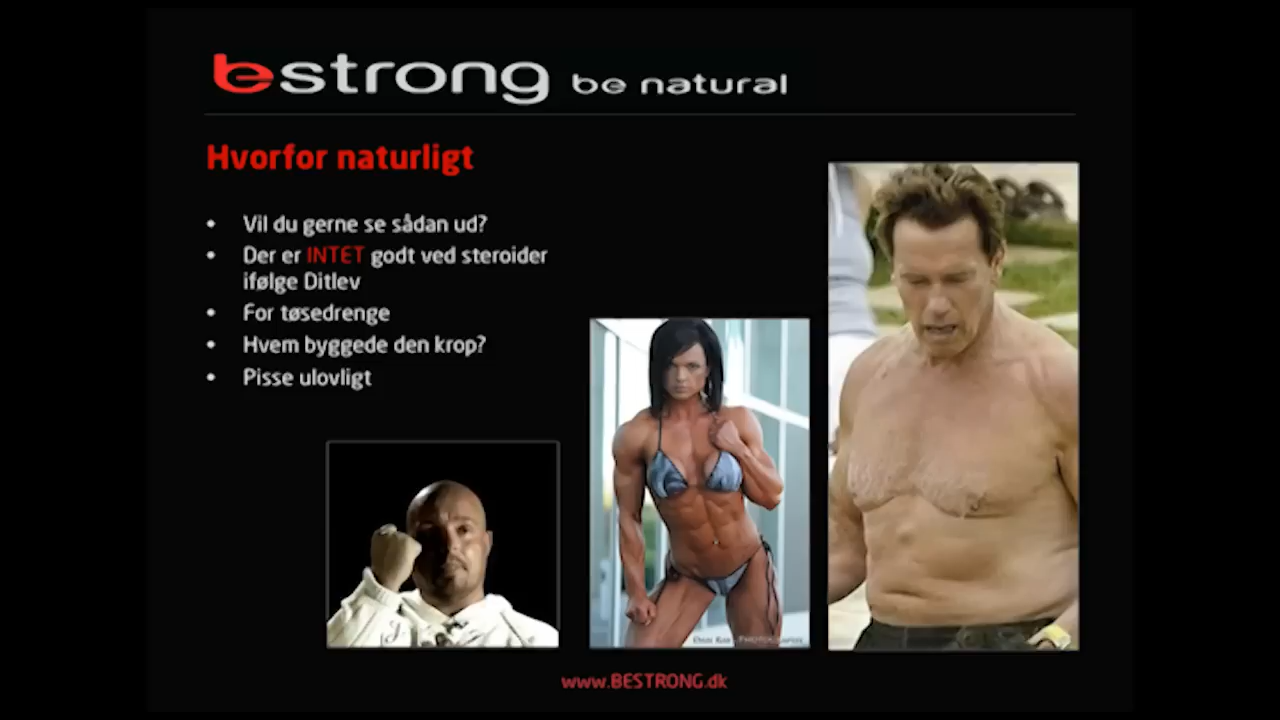 bestrong be natural
Hvorfor naturligt
• Vil du gerne se sådan ud?
• Der er INTET godt ved steroider
ifølge Ditlev
• For tøsedrenge
• Hvem byggede den krop?
• Pisse ulovligt
www.BESTRONG.dk